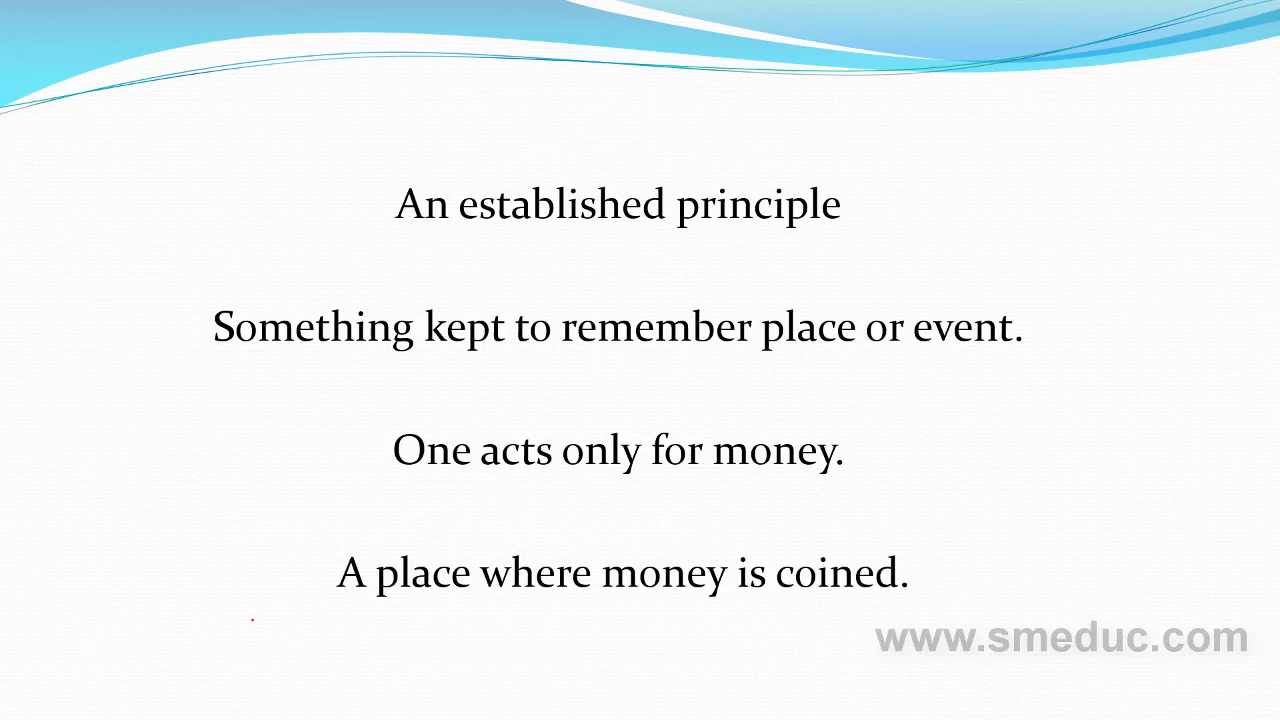 An established principle
Something kept to remember place or event.
One acts only for money.
A place where money is coined.
www.smeduc.com